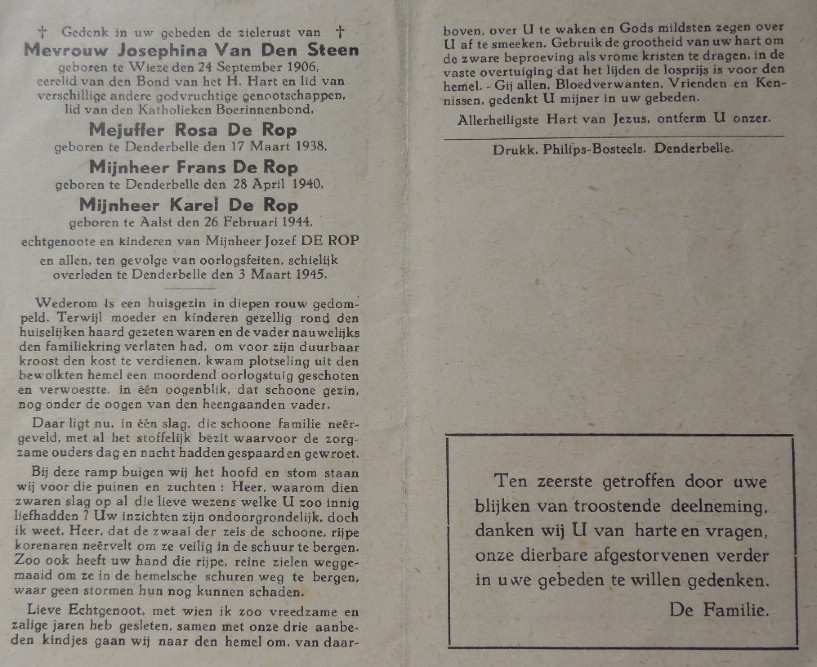 † Gedenk in uw gebeden de zielerust van †
Mevrouw Josephina Van Den Steen
geboren te Wieze den 24 September 1906,
eerelid van den Bond van het H. Hart en lid van
verschillige andere godvruchtige genootschappen,
lid van den Katholieken Boerinnenbond,
Mejuffer Rosa De Rop
geboren te Denderbelle den 17 Maart 1938.
Mijnheer Frans De Rop
geboren te Denderbelle den 28 April 1940,
Mijnheer Karel De Rop
geboren te Aalst den 26 Februari 1944.
echtgenoote en kinderen van Mijnheer Jozef DE ROP
en allen, ten gevolge van oorlogsfeiten, schielijk
overleden te Denderbelle den 3 Maart 1945.
Wederom is een huisgezin in diepen rouw gedom-
peld. Terwijl moeder en kinderen gezellig rond den
huiselijken haard gezeten waren en de vader nauwelijks
den familiekring verlaten had, om voor zijn duurbaar
kroost den kost te verdienen, kwam plotseling uit den
bewolkten hemel een moordend oorlogstuig geschoten
en verwoestte, in één oogenblik, dat schoone gezin,
nog onder de oogen van den heengaanden vader.
Daar ligt nu, in één slag, die schoone familie neêr-
geveld, met al het stoffelijk bezit waarvoor de zorg-
zame ouders dag en nacht hadden gespaard en gewroet.
Bij deze ramp buigen wij het hoofd en stom staan
wij voor die puinen en zuchten : Heer, waarom dien
zwaren slag op al die lieve wezens welke U zoo innig
liefhadden ? Uw inzichten zijn ondoorgrondelijk, doch
ik weet, Heer, dat de zwaai der zeis de schoone, rijpe
korenaren neêrvelt om ze veilig in de schuur te bergen.
Zoo ook heeft uw hand die rijpe, reine zielen wegge-
maaid om ze in de hemelsche schuren weg te bergen,
waar geen stormen hun nog kunnen schaden.
Lieve Echtgenoot, met wien ik zoo vreedzame en
zalige jaren heb gesleten, samen met onze drie aanbe-
den kindjes gaan wij naar den hemel om, van daar-
boven, over U te waken en Gods mildsten zegen over
U af te smeeken. Gebruik de grootheid van uw hart om
de zware beproeving als vrome kristen te dragen, in de
vaste overtuiging dat het lijden de losprijs is voor den
hemel. - Gij allen, Bloedverwanten, Vrienden en Ken-
nissen, gedenkt U mijner in uw gebeden.
Allerheiligste Hart van Jezus, ontferm U onzer.
Drukk. Philips-Bosteels. Denderbelle.
Ten zeerste getroffen door uwe
blijken van troostende deelneming,
danken wij U van harte en vragen,
onze dierbare afgestorvenen verder
in uwe gebeden te willen gedenken.
De Familie.